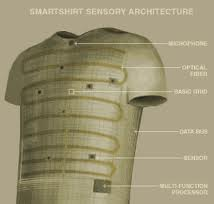 SMARTSHIRT SENSORY ARCHITECTURE
MICROPHONE
OPTICAL
FIBER
BASIC GRID
DATA BUS
SENSOR
MULTI-FUNCTION
PROCESSOR